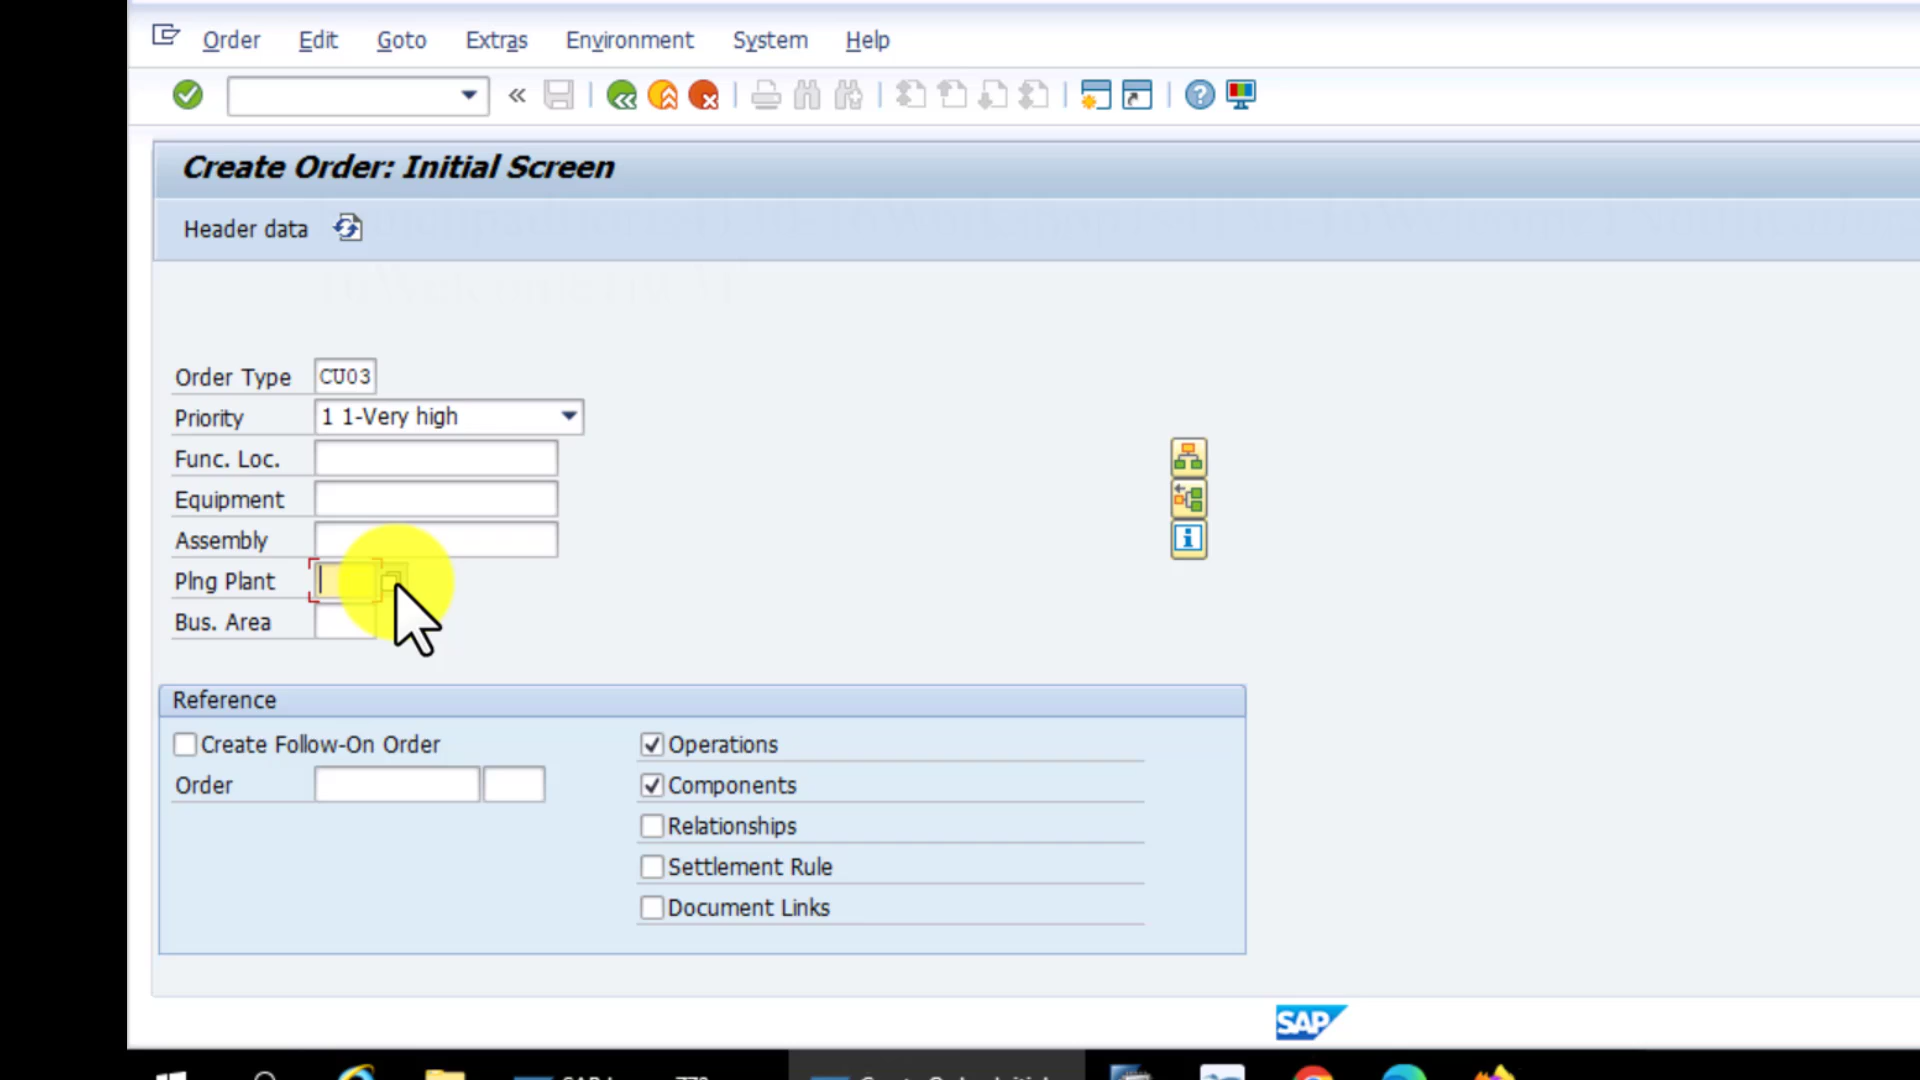 Order Edit Goto Extras Environment System Help
Create Order: Initial Screen
Header data
Order Type CU03
Priority 1 1-Very high
Func. Loc.
Equipment
Assembly
Plng Plant
Bus. Area
Reference
Create Follow-On Order Operations
Order Components
Relationships
Settlement Rule
Document Links
SAP